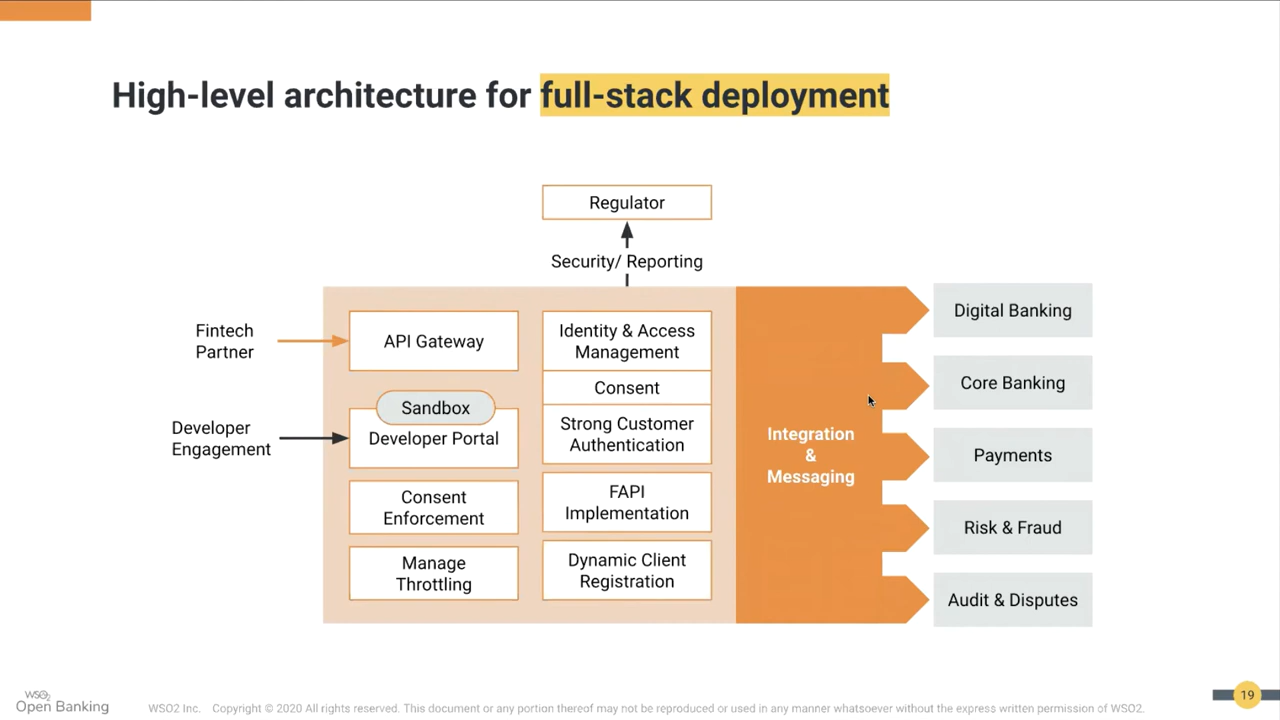 High-level architecture for full-stack deployment
Regulator
Security/ Reporting
Fintech
Partner
API Gateway
Sandbox
Developer
Engagement
Developer Portal
Consent
Enforcement
Manage
Throttling
Identity & Access
Management
Consent
Strong Customer
Authentication
FAPI
Implementation
Dynamic Client
Registration
Integration
&
Messaging
Digital Banking
Core Banking
Payments
Risk & Fraud
Audit & Disputes
WSO2
Open Banking
WSO2 Inc. Copyright © 2020 All rights reserved. This document or any portion thereof may not be reproduced or used in any manner whatsoever without the express written permission of WSO2.
19